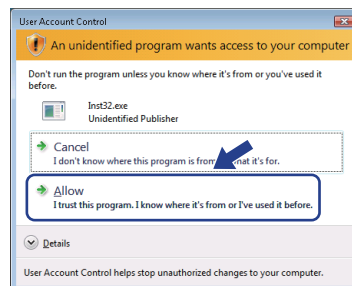 User Account Control
An unidentified program wants access to your computer
Don't run the program unless you know where it's from or you've used it
before.
Inst32.exe
Unidentified Publisher
Cancel
I don't know where this program is from what it's for.
Allow
I trust this program. I know where it's from or I've used it before.
Details
User Account Control helps stop unauthorized changes to your computer.